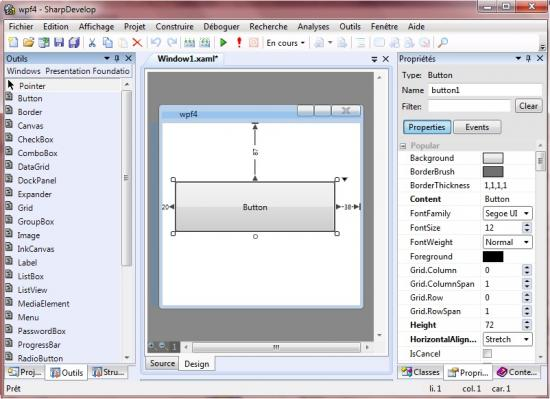 wpf4 - SharpDevelop
Fichier Edition Affichage Projet Construire Déboguer Recherche Analyses Outils Fenêtre Aide
En cours
Outils
Windows Presentation Foundatio
Pointer
Button
Border
Canvas
CheckBox
ComboBox
DataGrid
DockPanel
Expander
Grid
GroupBox
Image
InkCanvas
Label
ListBox
ListView
MediaElement
Menu
PasswordBox
ProgressBar
RadioButton
Proj...
Outils
Stru...
Window1.xaml*
wpf4
87
20
Button
38
1
Source
Design
Propriétés
Type: Button
Name button1
Filter:
Clear
Properties
Events
Popular
Background
BorderBrush
BorderThickness 1,1,1,1
Content Button
FontFamily Segoe UI
FontSize 12
FontWeight Normal
Foreground
Grid.Column 0
Grid.ColumnSpan 1
Grid.Row 0
Grid.RowSpan 1
Height 72
HorizontalAlign... Stretch
IsCancel
Classes
Propri...
Conte...
Prêt
li. 1 col. 1 car. 1